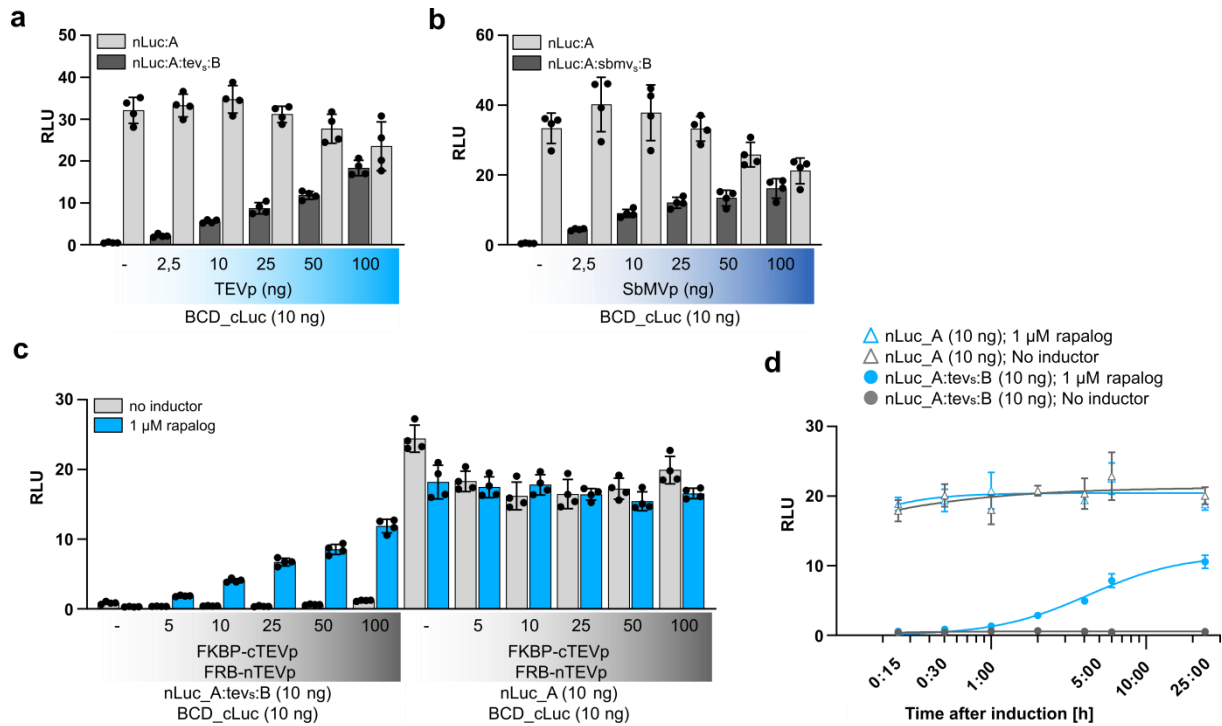 a
nLuc:A
nLuc:A:tevₛ:B
RLU
50
40
30
20
10
0
- 2,5 10 25 50 100
TEVp (ng)
BCD_cLuc (10 ng)
b
nLuc:A
nLuc:A:sbmvₛ:B
RLU
60
40
20
0
- 2,5 10 25 50 100
SbMVp (ng)
BCD_cLuc (10 ng)
c
no inductor
1 µM rapalog
RLU
30
20
10
0
- 5 10 25 50 100 - 5 10 25 50 100
FKBP-cTEVp FKBP-cTEVp
FRB-nTEVp FRB-nTEVp
nLuc_A:tevₛ:B (10 ng) nLuc_A (10 ng)
BCD_cLuc (10 ng) BCD_cLuc (10 ng)
nLuc_A (10 ng); 1 µM rapalog
nLuc_A (10 ng); No inductor
nLuc_A:tevₛ:B (10 ng); 1 µM rapalog
nLuc_A:tevₛ:B (10 ng); No inductor
d
RLU
30
20
10
0
0:15 0:30 1:00 5:00 10:00 25:00
Time after induction [h]